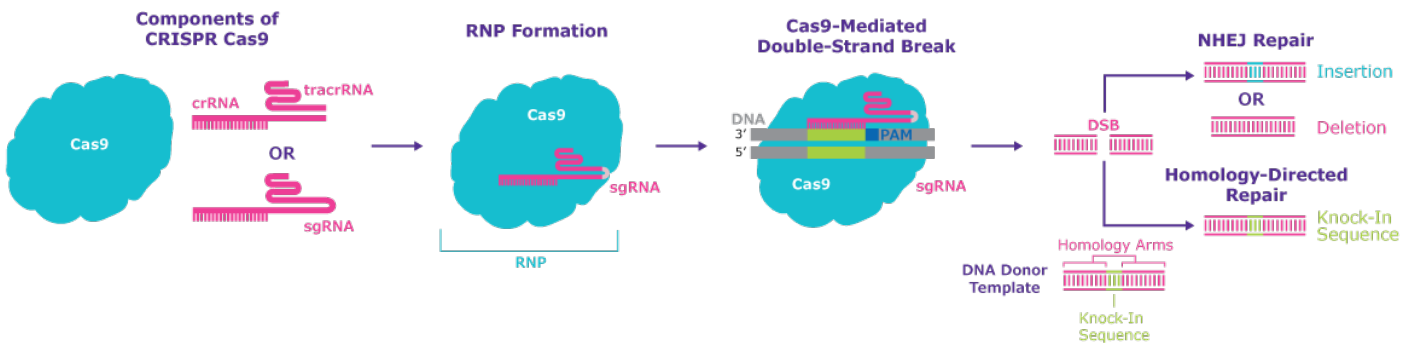 Components of
CRISPR Cas9
Cas9
crRNA
tracrRNA
OR
sgRNA
RNP Formation
Cas9
sgRNA
RNP
Cas9-Mediated
Double-Strand Break
DNA
3′
PAM
5′
Cas9
sgRNA
DSB
NHEJ Repair
Insertion
OR
Deletion
Homology-Directed
Repair
Knock-In
Sequence
Homology Arms
DNA Donor
Template
Knock-In
Sequence